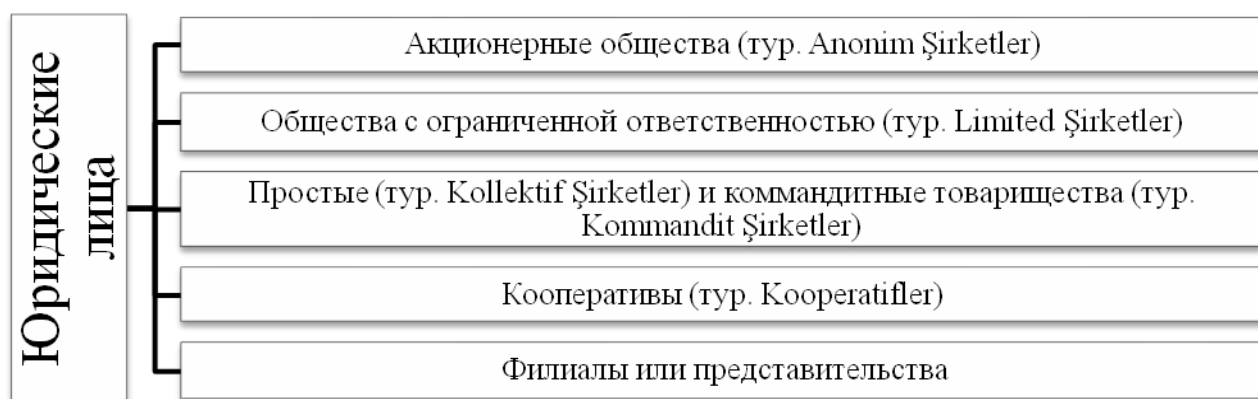 Юридические
лица
Акционерные общества (тур. Anonim Şirketler)
Общества с ограниченной ответственностью (тур. Limited Şirketler)
Простые (тур. Kollektif Şirketler) и коммандитные товарищества (тур.
Kommandit Şirketler)
Кооперативы (тур. Kooperatifler)
Филиалы или представительства